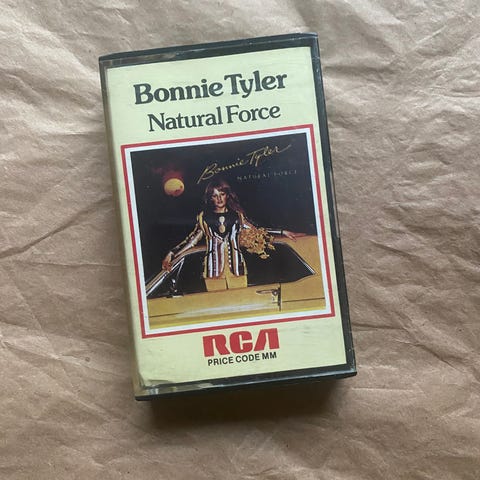 Bonnie Tyler
Natural Force
Bonnie Tyler
NATURAL FORCE
RCA
PRICE CODE MM